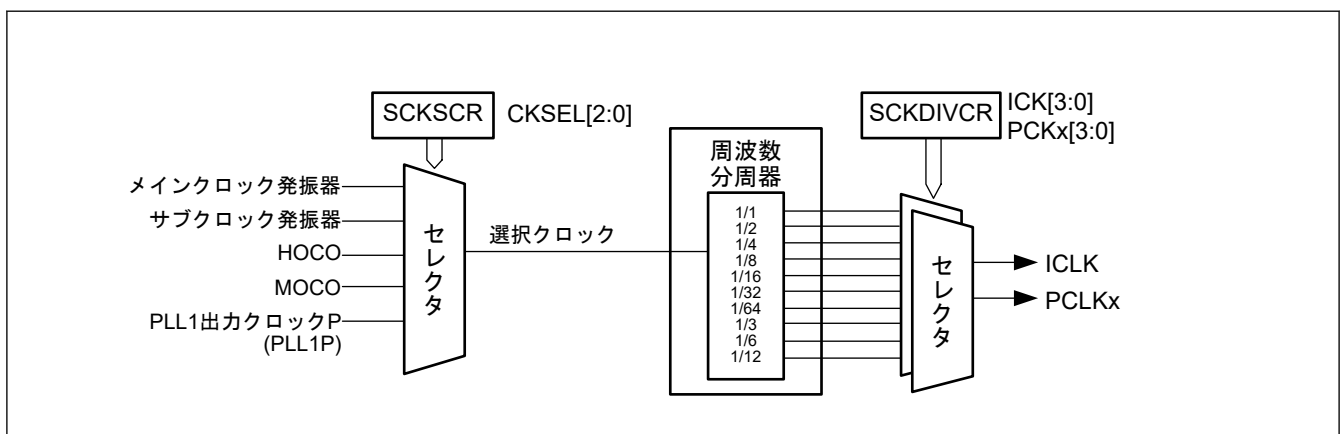 SCKSCR
CKSEL[2:0]
SCKDIVCR
ICK[3:0]
PCKx[3:0]
メインクロック発振器
サブクロック発振器
HOCO
MOCO
PLL1出力クロックP
(PLL1P)
セレクタ
選択クロック
周波数
分周器
1/1
1/2
1/4
1/8
1/16
1/32
1/64
1/3
1/6
1/12
セレクタ
ICLK
PCLKx